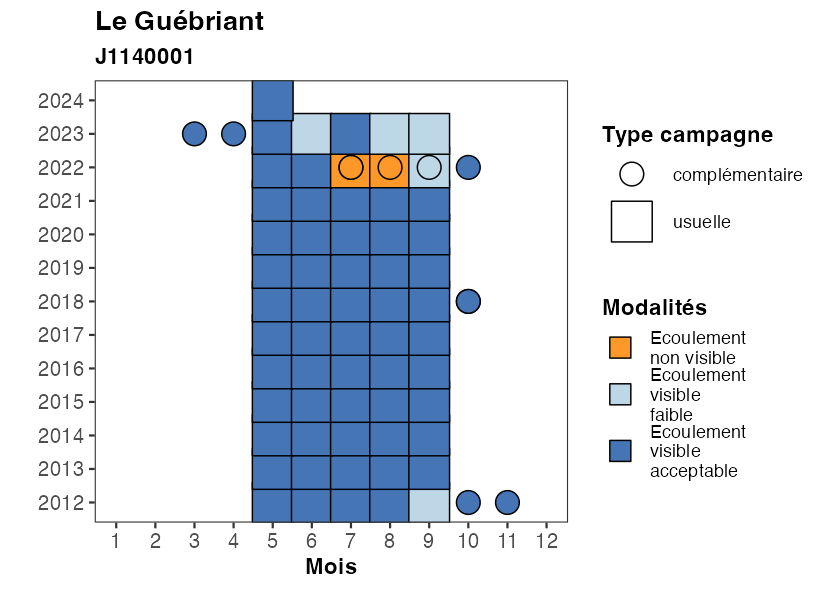 Le Guébriant
J1140001
2024
2023
2022
2021
2020
2019
2018
2017
2016
2015
2014
2013
2012
1 2 3 4 5 6 7 8 9 10 11 12
Mois
Type campagne
complémentaire
usuelle
Modalités
Ecoulement
non visible
Ecoulement
visible
faible
Ecoulement
visible
acceptable